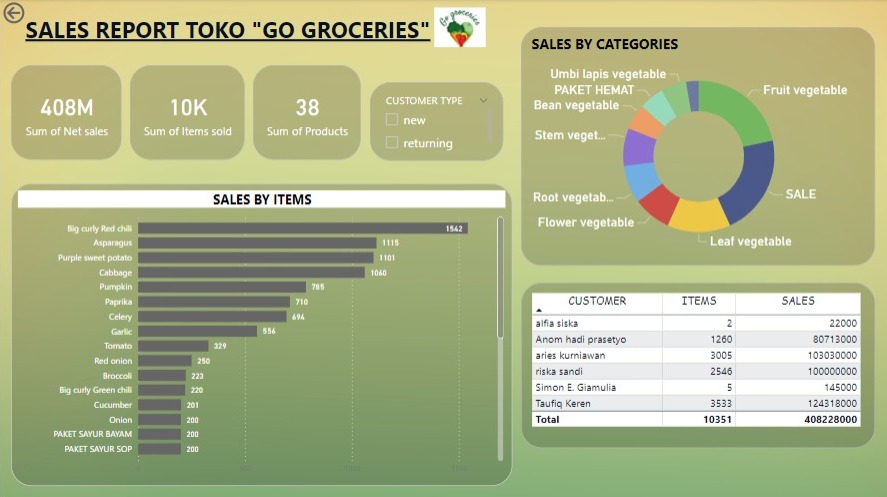 SALES REPORT TOKO "GO GROCERIES"
Go groceries
408M
Sum of Net sales
10K
Sum of Items sold
38
Sum of Products
CUSTOMER TYPE
new
returning
SALES BY CATEGORIES
Umbi lapis vegetable
PAKET HEMAT
Bean vegetable
Stem veget...
Root vegetab...
Flower vegetable
Fruit vegetable
SALE
Leaf vegetable
SALES BY ITEMS
Big curly Red chili 1542
Asparagus 1115
Purple sweet potato 1101
Cabbage 1060
Pumpkin 785
Paprika 710
Celery 694
Garlic 556
Tomato 329
Red onion 250
Broccoli 223
Big curly Green chili 220
Cucumber 201
Onion 200
PAKET SAYUR BAYAM 200
PAKET SAYUR SOP 200
CUSTOMER ITEMS SALES
alfia siska 2 22000
Anom hadi prasetyo 1260 80713000
aries kurniawan 3005 103030000
riska sandi 2546 100000000
Simon E. Giamulia 5 145000
Taufiq Keren 3533 124318000
Total 10351 408228000